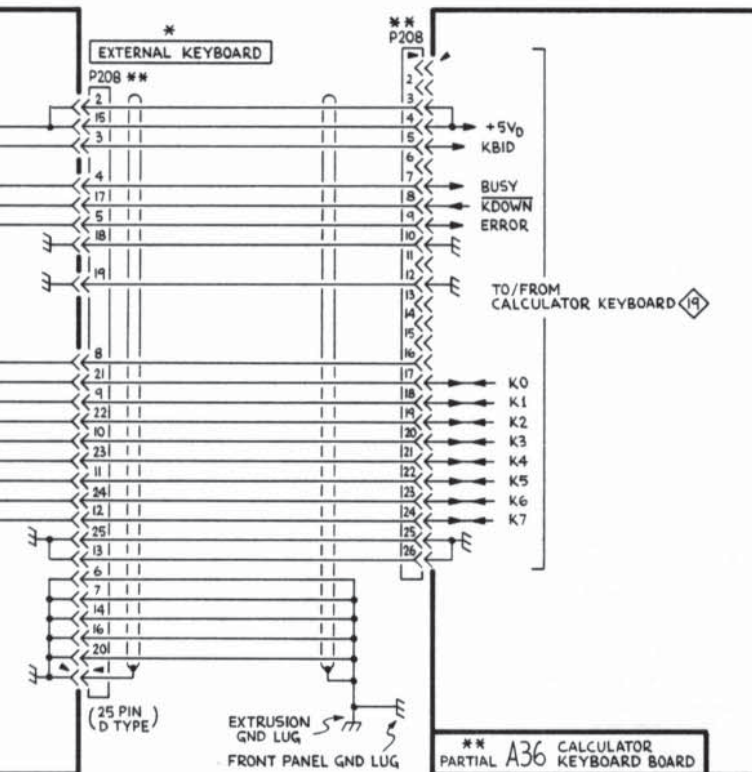 *
EXTERNAL KEYBOARD
P208 **
2
15
3
4
17
5
18
19
8
21
9
22
10
23
11
24
12
25
13
6
7
14
16
20
(25 PIN
D TYPE)
**
P208
2
3
4
5
6
7
8
9
10
11
12
13
14
15
16
17
18
19
20
21
22
23
24
25
26
+5VD
KBID
BUSY
KDOWN
ERROR
TO/FROM
CALCULATOR KEYBOARD 19
K0
K1
K2
K3
K4
K5
K6
K7
EXTRUSION
GND LUG
FRONT PANEL GND LUG
**
PARTIAL A36 CALCULATOR
KEYBOARD BOARD